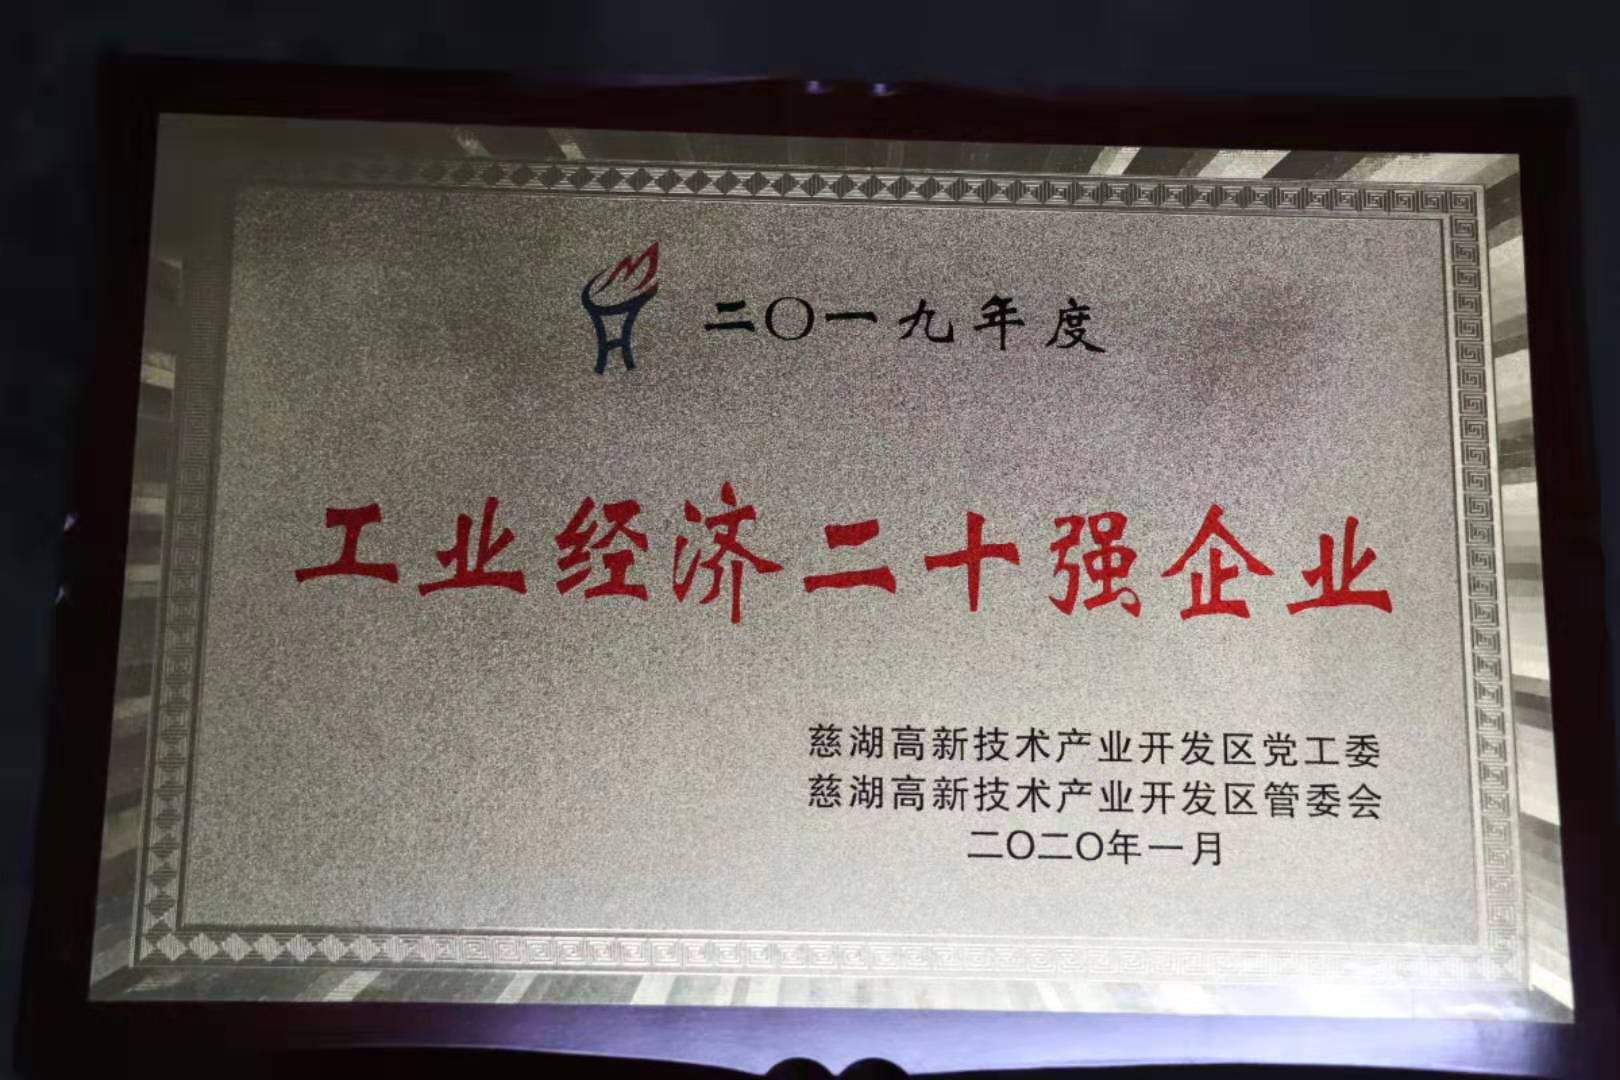 二〇一九年度
工业经济二十强企业
慈湖高新技术产业开发区党工委
慈湖高新技术产业开发区管委会
二〇二〇年一月